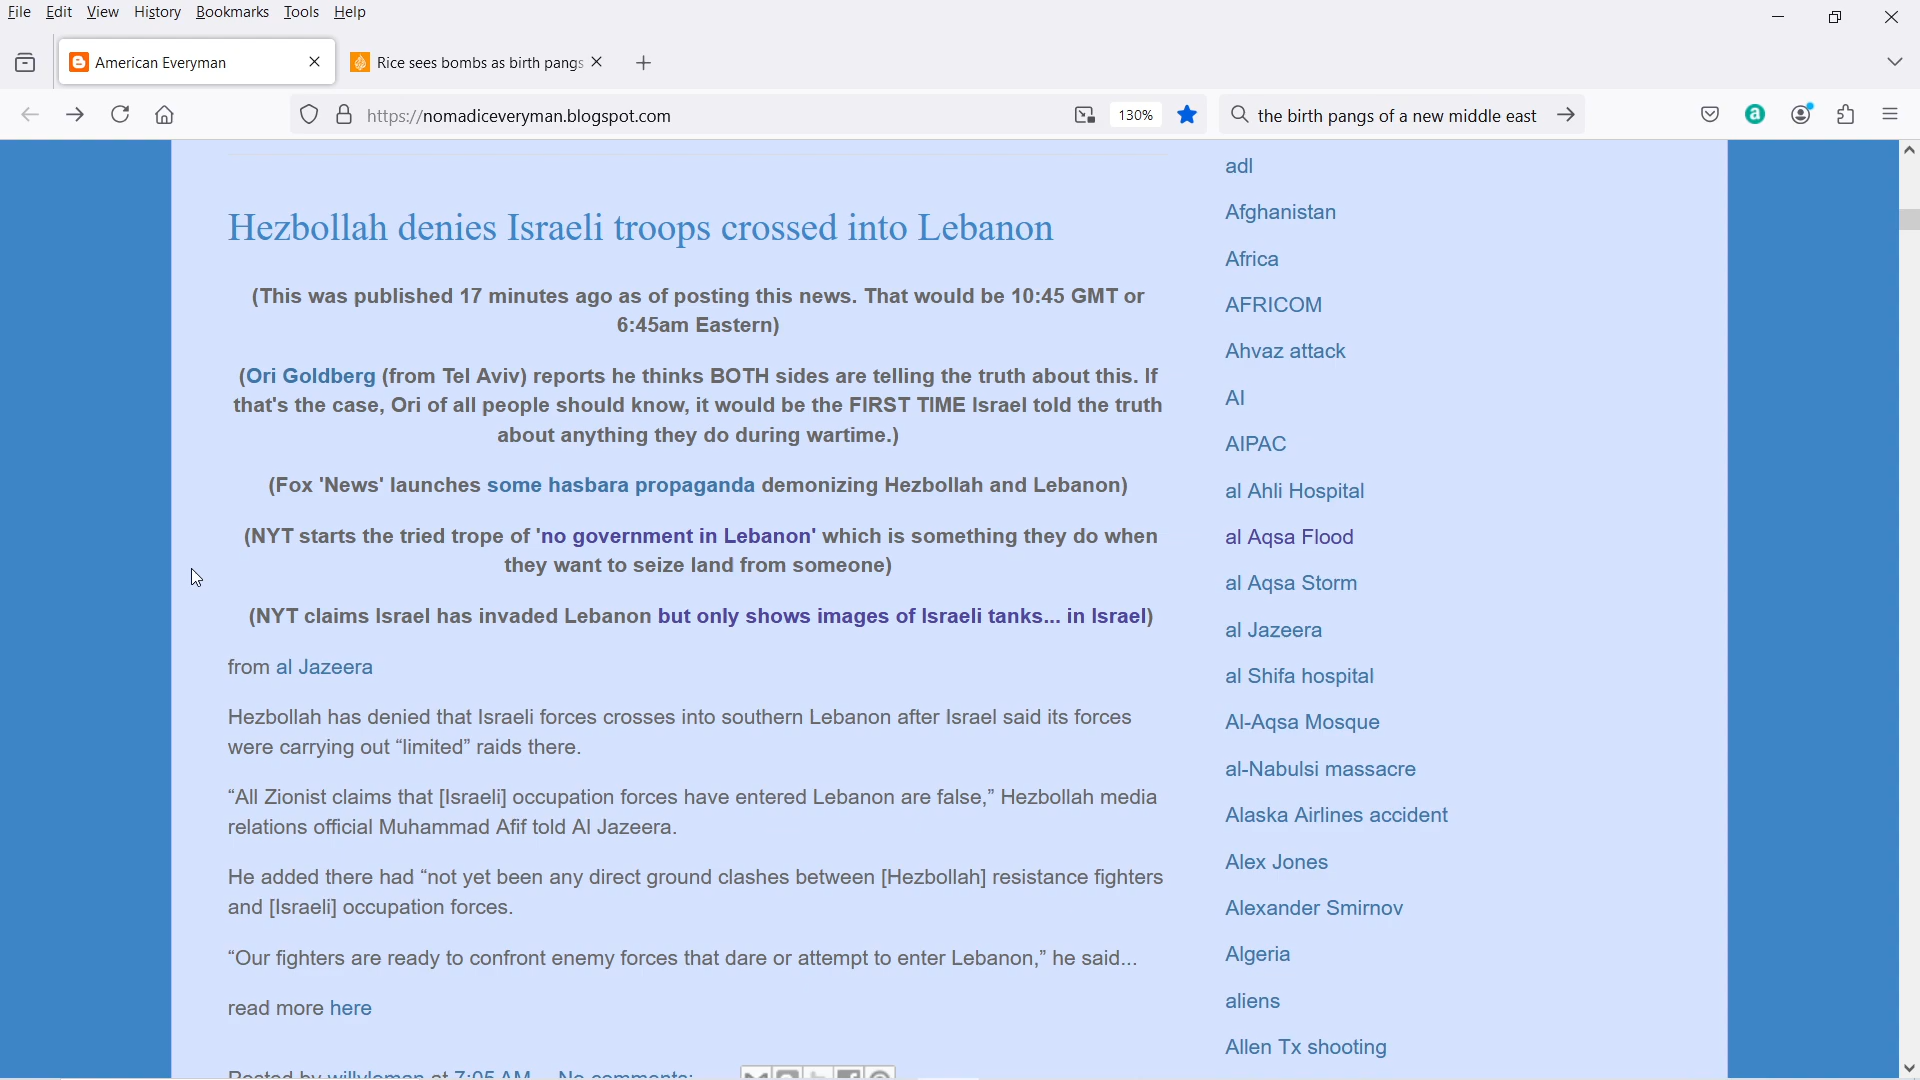 File Edit View History Bookmarks Tools Help
American Everyman
Rice sees bombs as birth pangs
https://nomadiceveryman.blogspot.com
130%
the birth pangs of a new middle east
Hezbollah denies Israeli troops crossed into Lebanon
(This was published 17 minutes ago as of posting this news. That would be 10:45 GMT or
6:45am Eastern)
(Ori Goldberg (from Tel Aviv) reports he thinks BOTH sides are telling the truth about this. If
that's the case, Ori of all people should know, it would be the FIRST TIME Israel told the truth
about anything they do during wartime.)
(Fox 'News' launches some hasbara propaganda demonizing Hezbollah and Lebanon)
(NYT starts the tried trope of 'no government in Lebanon' which is something they do when
they want to seize land from someone)
(NYT claims Israel has invaded Lebanon but only shows images of Israeli tanks... in Israel)
from al Jazeera
Hezbollah has denied that Israeli forces crosses into southern Lebanon after Israel said its forces
were carrying out “limited” raids there.
“All Zionist claims that [Israeli] occupation forces have entered Lebanon are false,” Hezbollah media
relations official Muhammad Afif told Al Jazeera.
He added there had “not yet been any direct ground clashes between [Hezbollah] resistance fighters
and [Israeli] occupation forces.
“Our fighters are ready to confront enemy forces that dare or attempt to enter Lebanon,” he said...
read more here
Posted by willyloman at 7:05 AM No comments:
adl
Afghanistan
Africa
AFRICOM
Ahvaz attack
AI
AIPAC
al Ahli Hospital
al Aqsa Flood
al Aqsa Storm
al Jazeera
al Shifa hospital
Al-Aqsa Mosque
al-Nabulsi massacre
Alaska Airlines accident
Alex Jones
Alexander Smirnov
Algeria
aliens
Allen Tx shooting